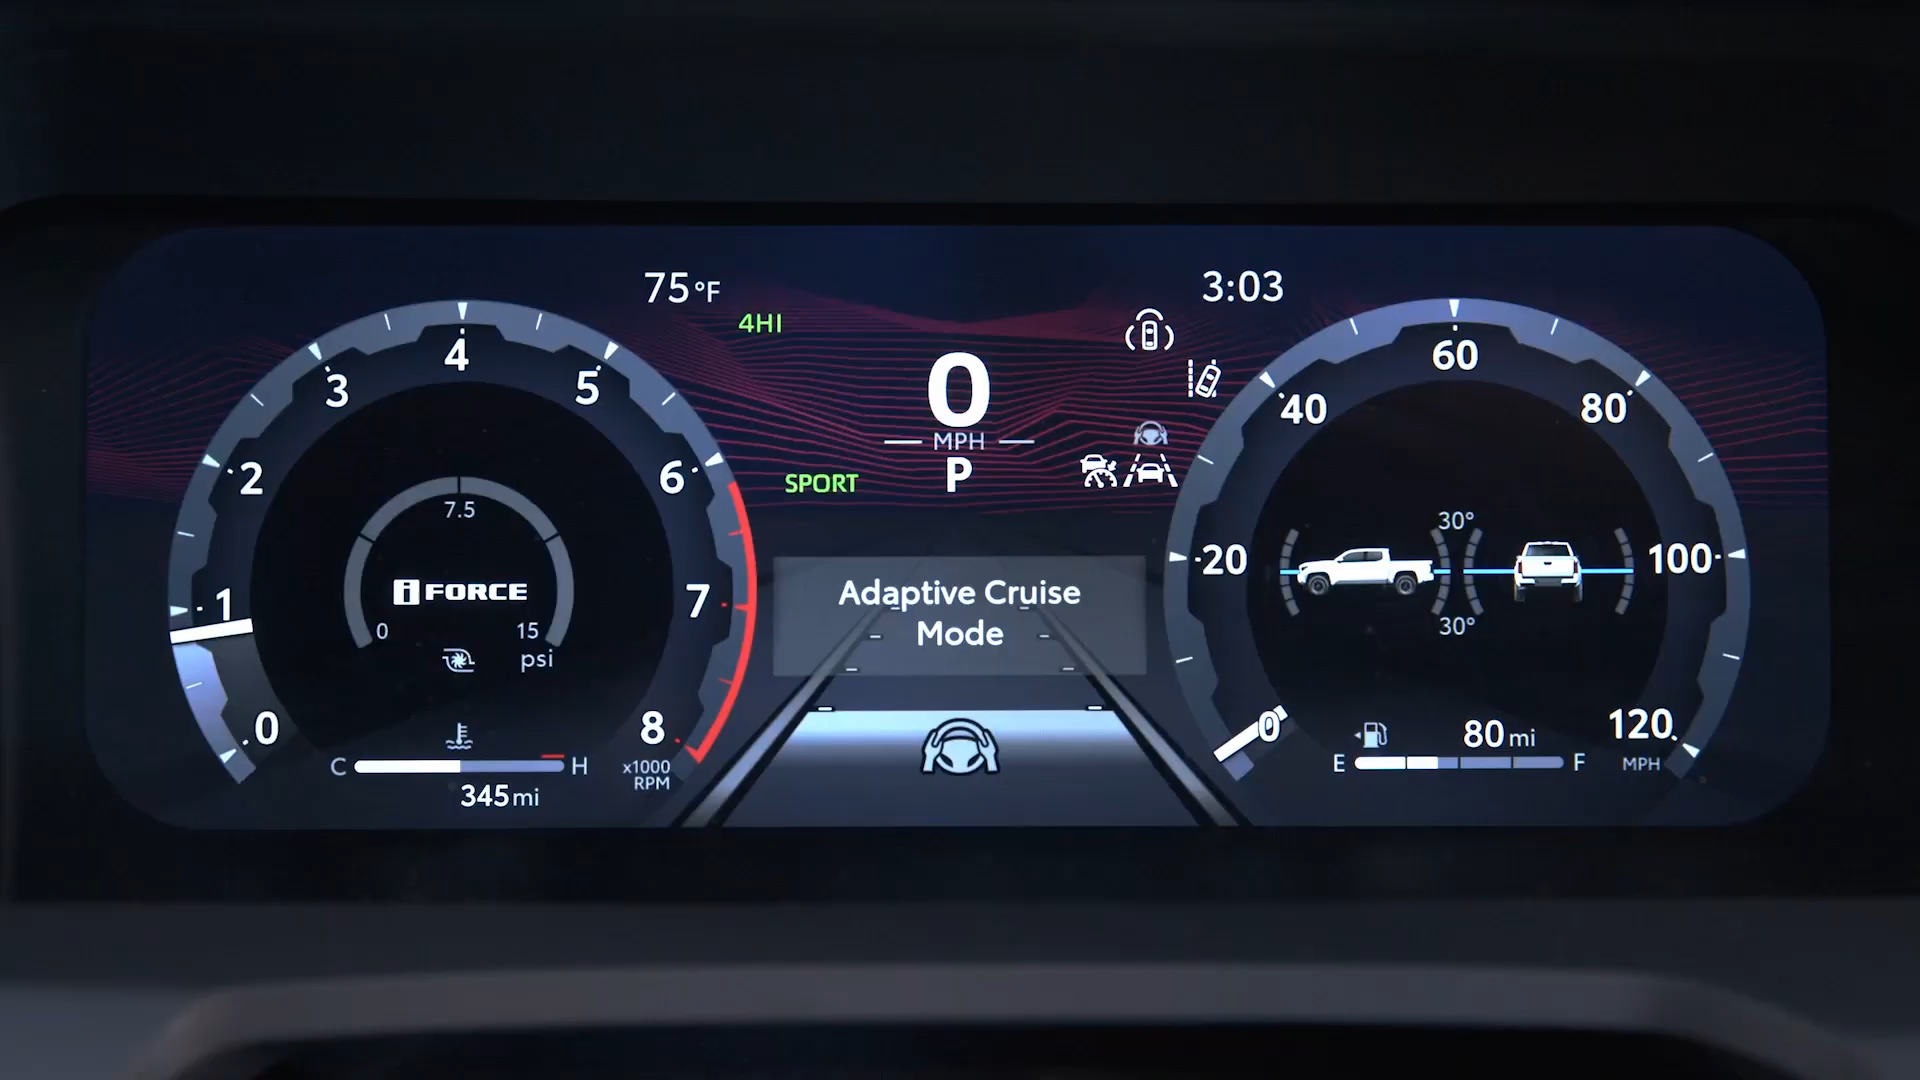 75°F
3:03
4HI
0
MPH
P
SPORT
0
1
2
3
4
5
6
7
8
x1000
RPM
7.5
i FORCE
0
15
psi
C
H
345 mi
Adaptive Cruise
Mode
0
20
40
60
80
100
120
MPH
30°
30°
80 mi
E
F